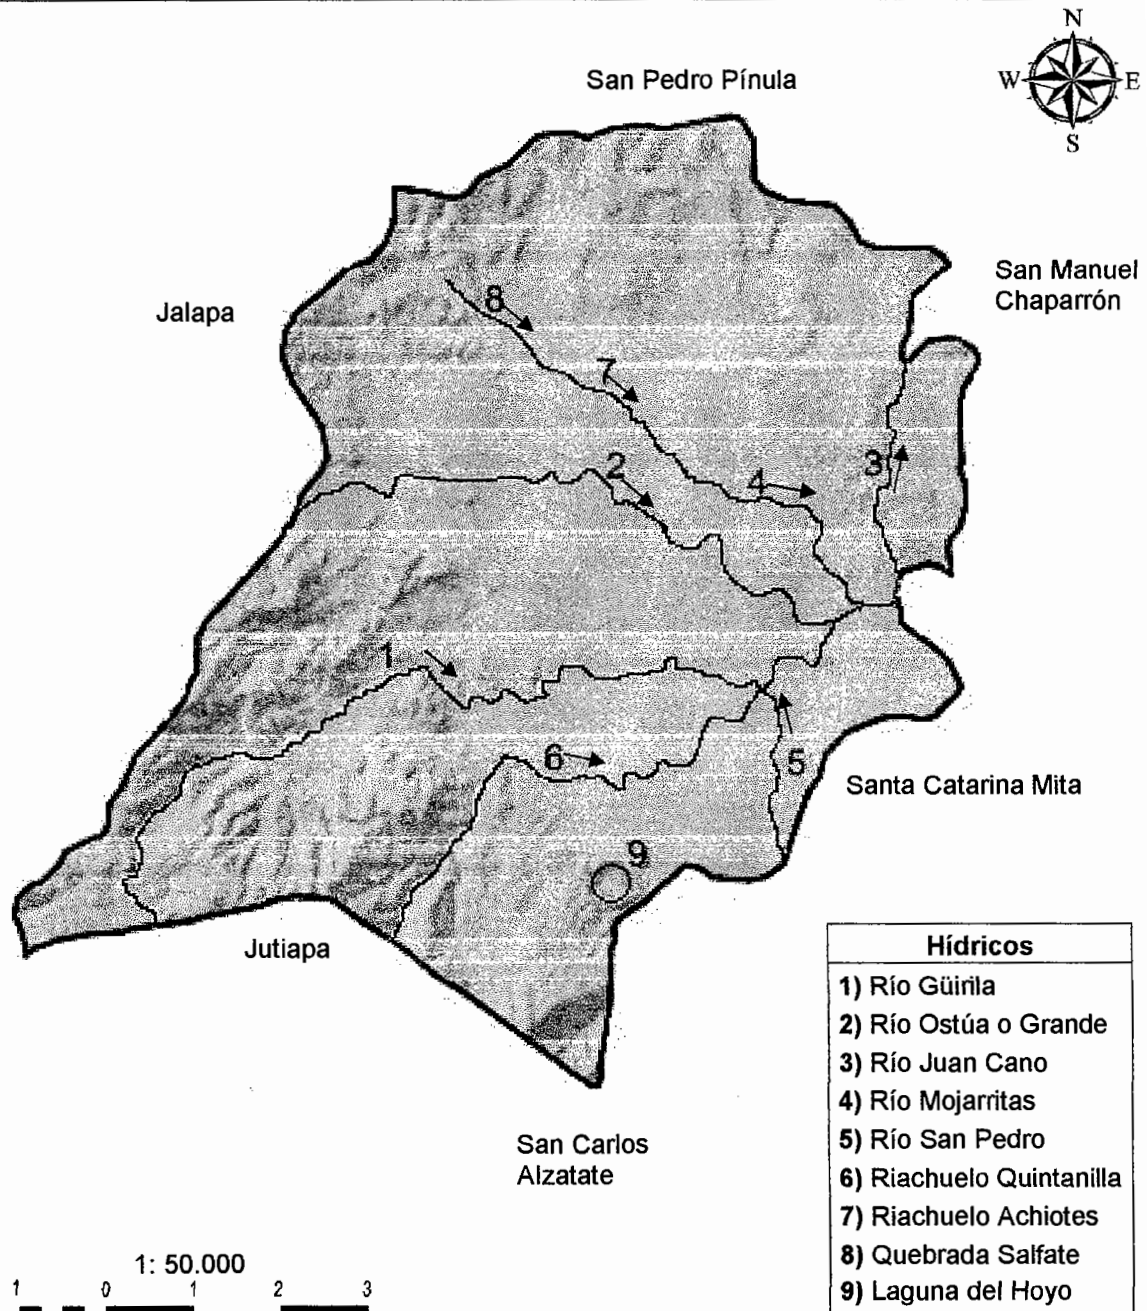 N
W
E
S
San Pedro Pínula
San Manuel
Chaparrón
Jalapa
8
7
2
4
3
1
6
5
Santa Catarina Mita
9
Jutiapa
San Carlos
Alzatate
Hídricos
1) Río Güirila
2) Río Ostúa o Grande
3) Río Juan Cano
4) Río Mojarritas
5) Río San Pedro
6) Riachuelo Quintanilla
7) Riachuelo Achiotes
8) Quebrada Salfate
9) Laguna del Hoyo
1: 50.000
1 0 1 2 3